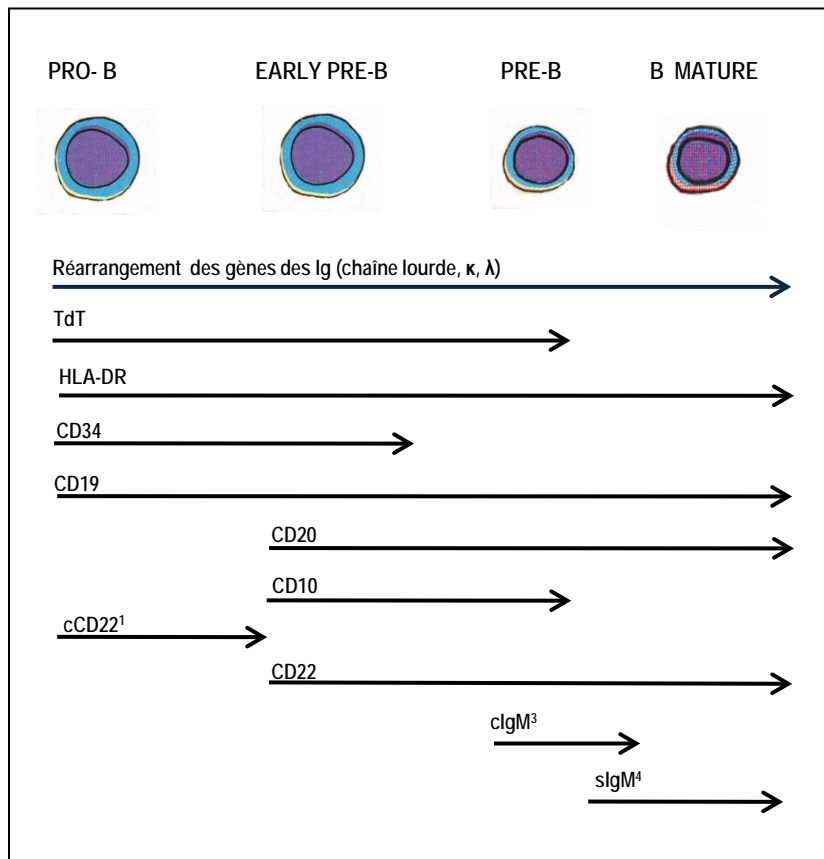 PRO- B EARLY PRE-B PRE-B B MATURE
Réarrangement des gènes des Ig (chaîne lourde, κ, λ)
TdT
HLA-DR
CD34
CD19
CD20
CD10
cCD22¹
CD22
cIgM³
sIgM⁴